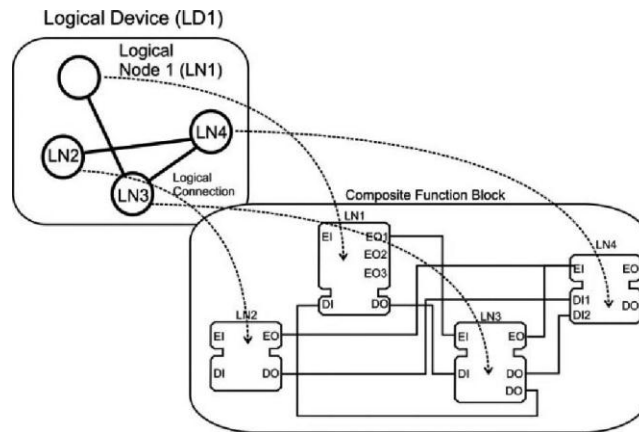 Logical Device (LD1)
Logical
Node 1 (LN1)
LN4
LN2
LN3
Logical
Connection
Composite Function Block
LN1
EI
EO1
EO2
EO3
DI
DO
LN4
EI
EO
DI1
DI2
DO
LN2
EI
EO
DI
DO
LN3
EI
EO
DI
DO
DO